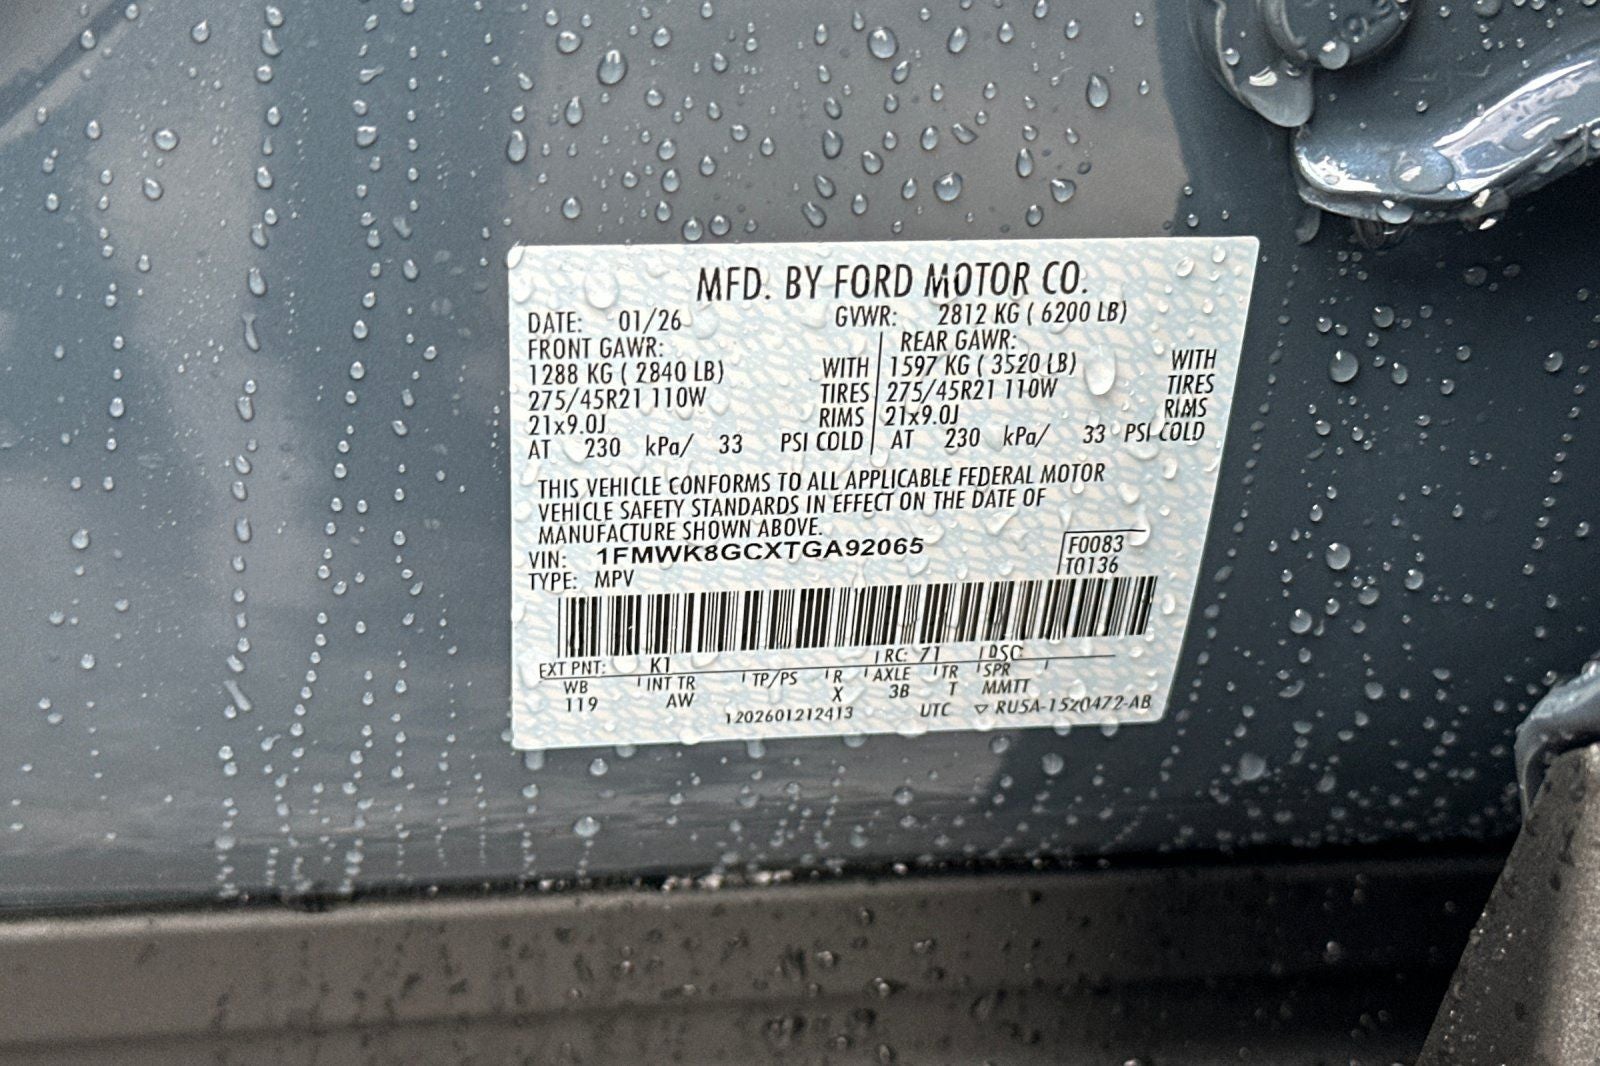 MFD. BY FORD MOTOR CO.
DATE: 01/26 GVWR: 2812 KG ( 6200 LB)
FRONT GAWR: REAR GAWR:
1288 KG ( 2840 LB) WITH 1597 KG ( 3520 LB) WITH
275/45R21 110W TIRES 275/45R21 110W TIRES
21x9.0J RIMS 21x9.0J RIMS
AT 230 kPa/ 33 PSI COLD AT 230 kPa/ 33 PSI COLD
THIS VEHICLE CONFORMS TO ALL APPLICABLE FEDERAL MOTOR
VEHICLE SAFETY STANDARDS IN EFFECT ON THE DATE OF
MANUFACTURE SHOWN ABOVE.
VIN: 1FMWK8GCXTGA92065 F0083
TYPE: MPV T0136
EXT PNT: K1 RC: 71 DSO:
WB INT TR TP/PS R AXLE TR SPR
119 AW X 3B T MMTT
1202601212413 UTC ▽ RU5A-1520472-AB